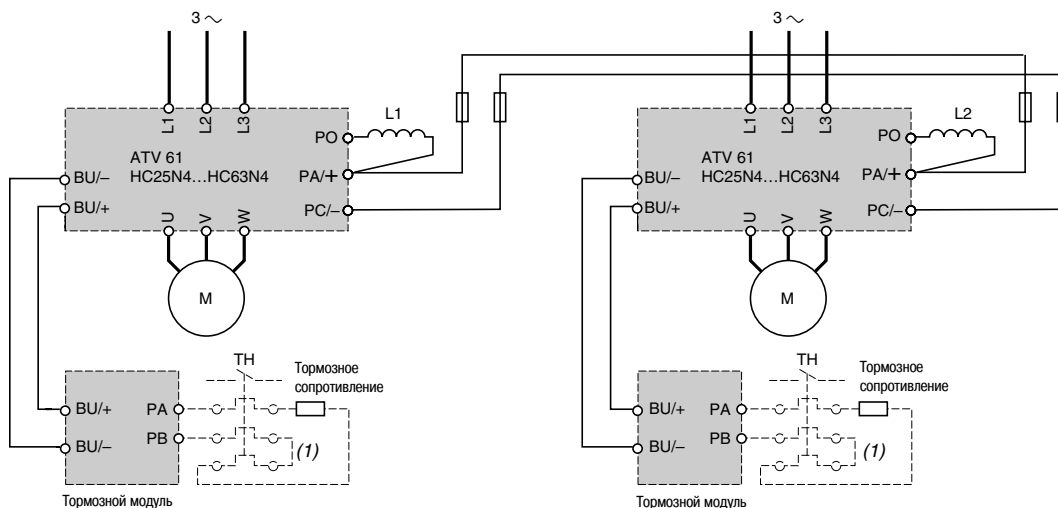 3 ~
L1
L2
L3
L1
PO
ATV 61
HC25N4…HC63N4
PA/+
BU/–
BU/+
PC/–
U
V
W
M
TH
Тормозное
сопротивление
BU/+
PA
PB
BU/–
(1)
Тормозной модуль
3 ~
L1
L2
L3
L2
PO
ATV 61
HC25N4…HC63N4
PA/+
BU/–
BU/+
PC/–
U
V
W
M
TH
Тормозное
сопротивление
BU/+
PA
PB
BU/–
(1)
Тормозной модуль